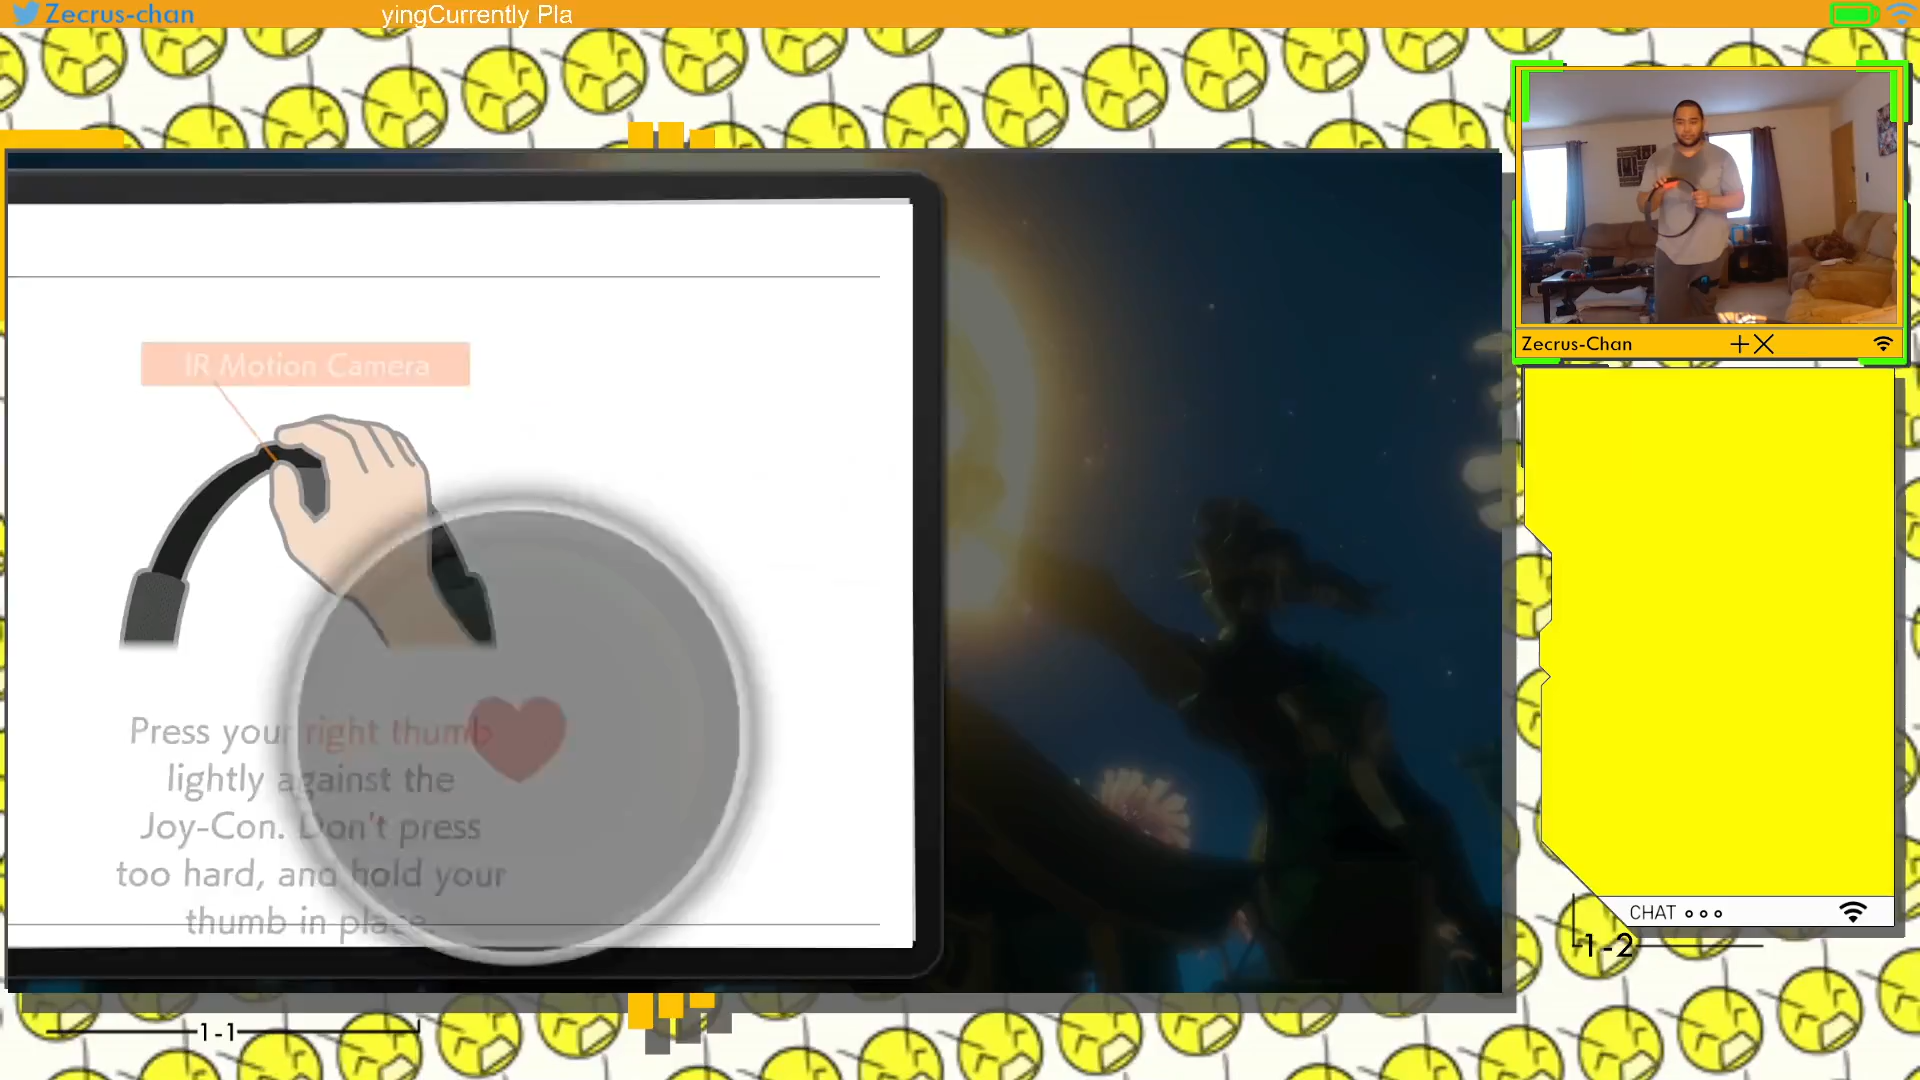 Zecrus-chan
yingCurrently Pla
IR Motion Camera
Press your right thumb
lightly against the
Joy-Con. Don't press
too hard, and hold your
thumb in place.
Zecrus-Chan
CHAT
1-2
1-1